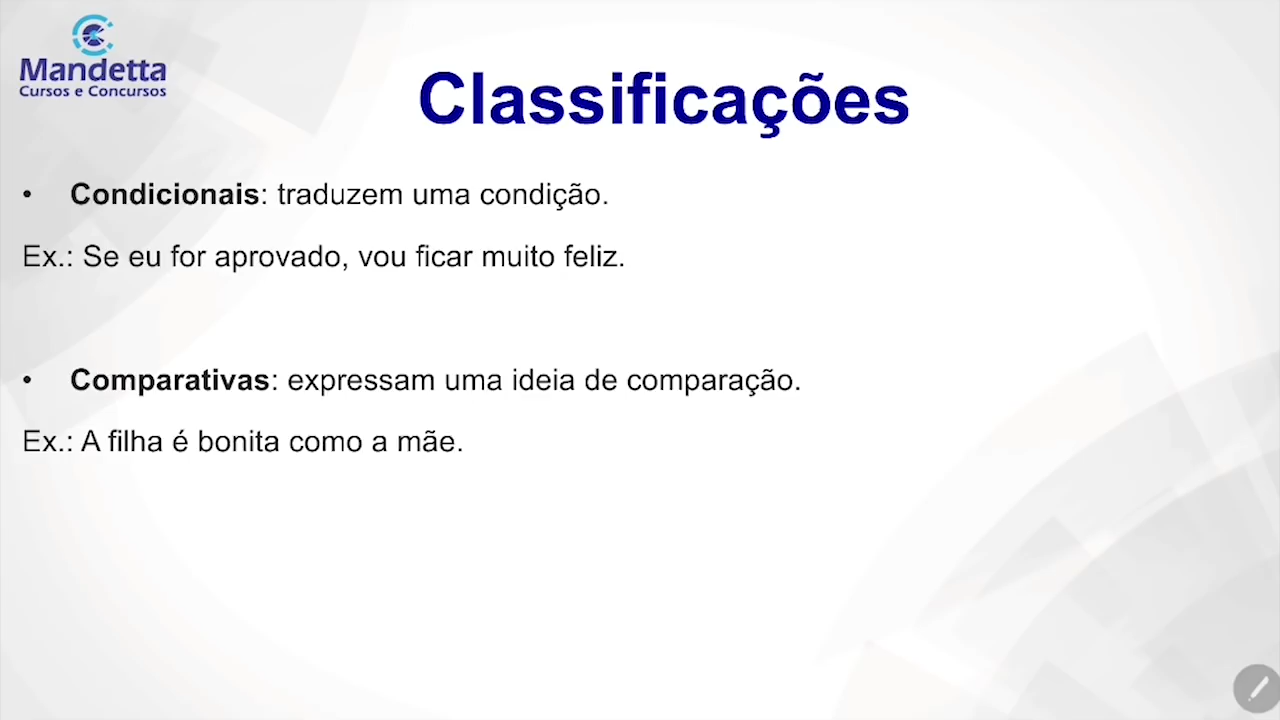 Mandetta
Cursos e Concursos
Classificações
• Condicionais: traduzem uma condição.
Ex.: Se eu for aprovado, vou ficar muito feliz.
• Comparativas: expressam uma ideia de comparação.
Ex.: A filha é bonita como a mãe.